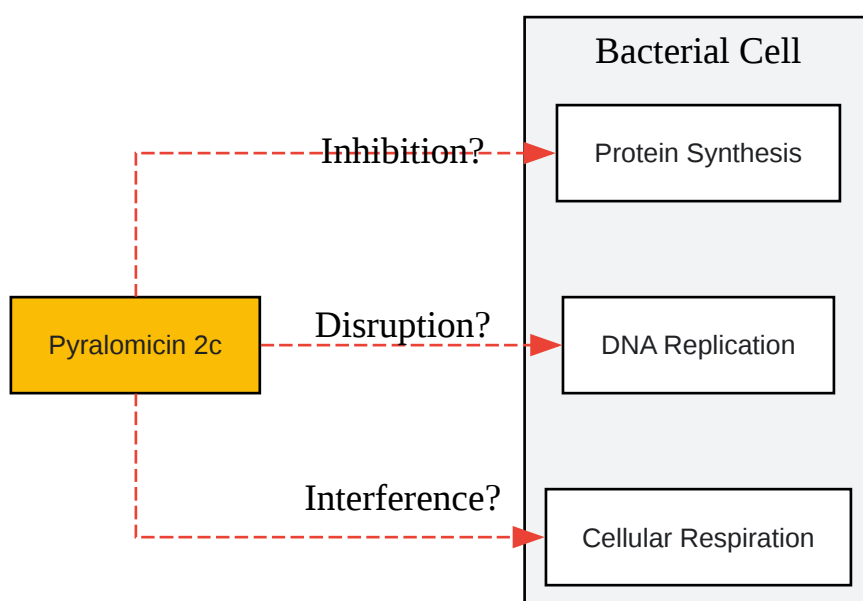 Bacterial Cell
Inhibition?
Protein Synthesis
Pyralomicin 2c
Disruption?
DNA Replication
Interference?
Cellular Respiration